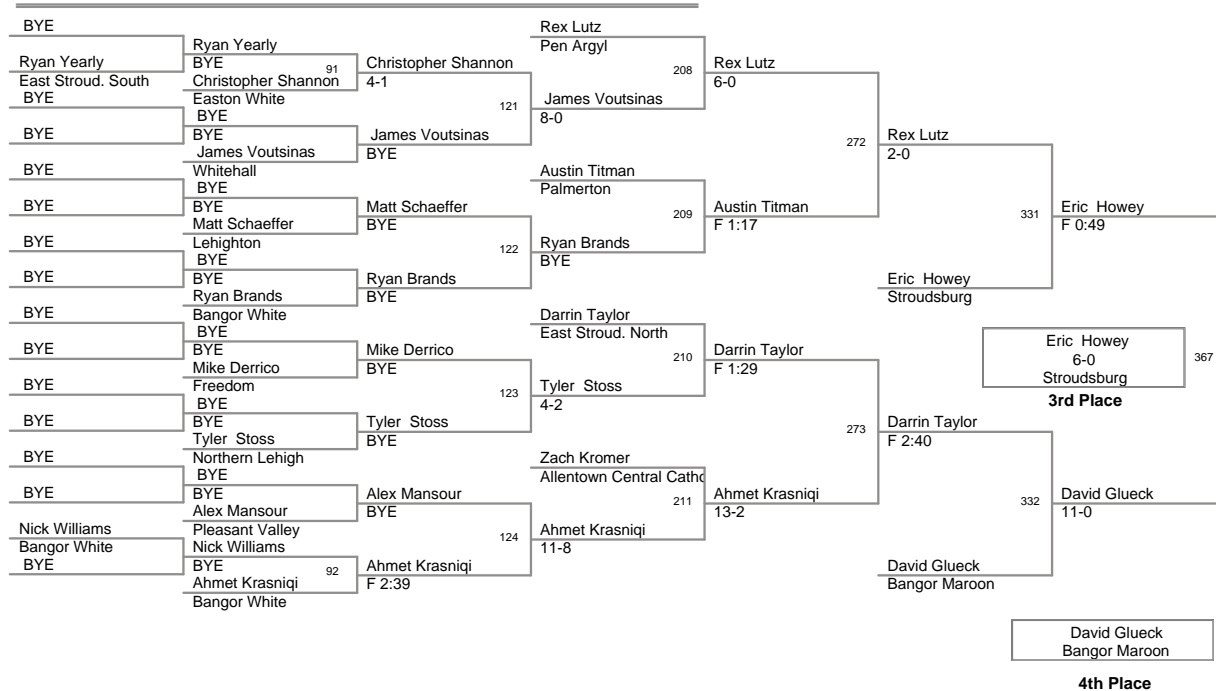 BYE
Ryan Yearly
East Stroud. South
BYE
BYE
BYE
BYE
BYE
BYE
BYE
BYE
BYE
BYE
BYE
BYE
Nick Williams
Bangor White
BYE
Ryan Yearly
BYE
91
Christopher Shannon
Easton White
BYE
BYE
James Voutsinas
Whitehall
BYE
BYE
Matt Schaeffer
Lehighton
BYE
BYE
Ryan Brands
Bangor White
BYE
BYE
Mike Derrico
Freedom
BYE
BYE
Tyler Stoss
Northern Lehigh
BYE
BYE
Alex Mansour
Pleasant Valley
Nick Williams
BYE
92
Ahmet Krasniqi
Bangor White
Christopher Shannon
4-1
121
James Voutsinas
BYE
Matt Schaeffer
BYE
122
Ryan Brands
BYE
Mike Derrico
BYE
123
Tyler Stoss
BYE
Alex Mansour
BYE
124
Ahmet Krasniqi
F 2:39
Rex Lutz
Pen Argyl
208
James Voutsinas
8-0
Austin Titman
Palmerton
209
Ryan Brands
BYE
Darrin Taylor
East Stroud. North
210
Tyler Stoss
4-2
Zach Kromer
Allentown Central Catho
211
Ahmet Krasniqi
11-8
Rex Lutz
6-0
272
Austin Titman
F 1:17
Darrin Taylor
F 1:29
273
Ahmet Krasniqi
13-2
Rex Lutz
2-0
331
Eric Howey
Stroudsburg
Darrin Taylor
F 2:40
332
David Glueck
Bangor Maroon
Eric Howey
F 0:49
Eric Howey
6-0
Stroudsburg
367
3rd Place
David Glueck
11-0
David Glueck
Bangor Maroon
4th Place